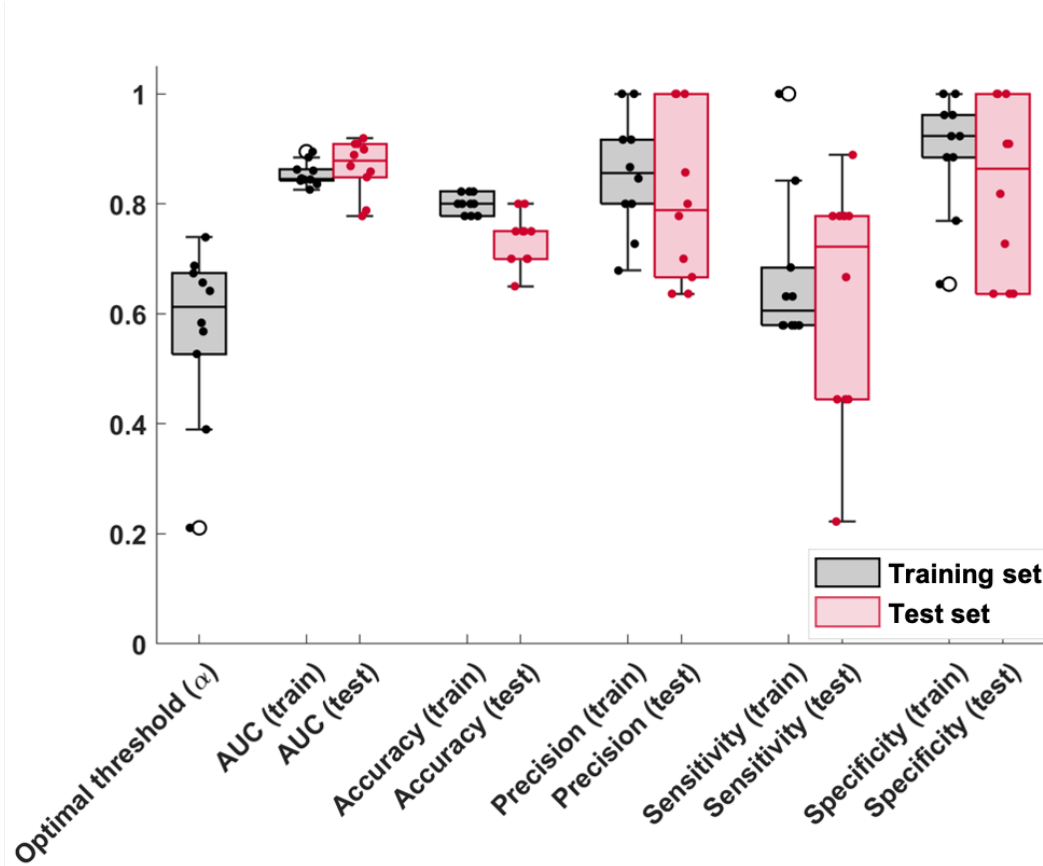 1
0.8
0.6
0.4
0.2
0
Training set
Test set
Optimal threshold (α)
AUC (train)
AUC (test)
Accuracy (train)
Accuracy (test)
Precision (train)
Precision (test)
Sensitivity (train)
Sensitivity (test)
Specificity (train)
Specificity (test)